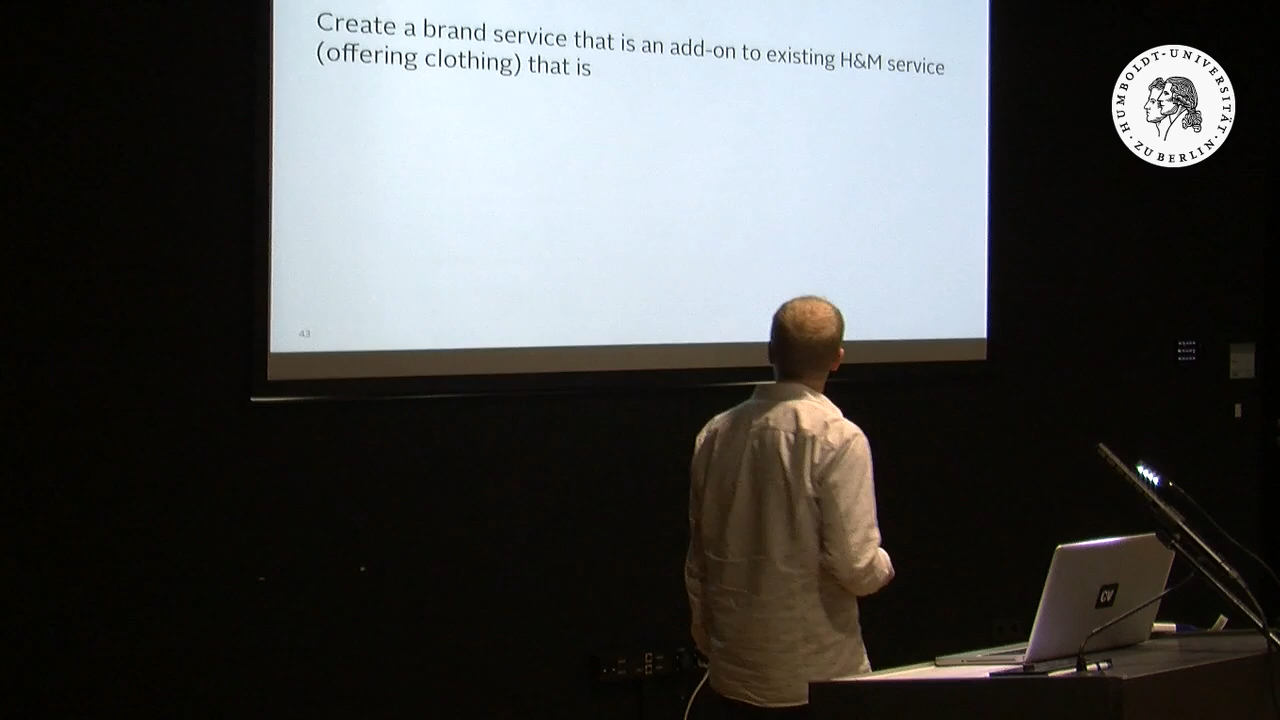 Create a brand service that is an add-on to existing H&M service
(offering clothing) that is
43
HUMBOLDT-UNIVERSITÄT
ZU BERLIN
CV